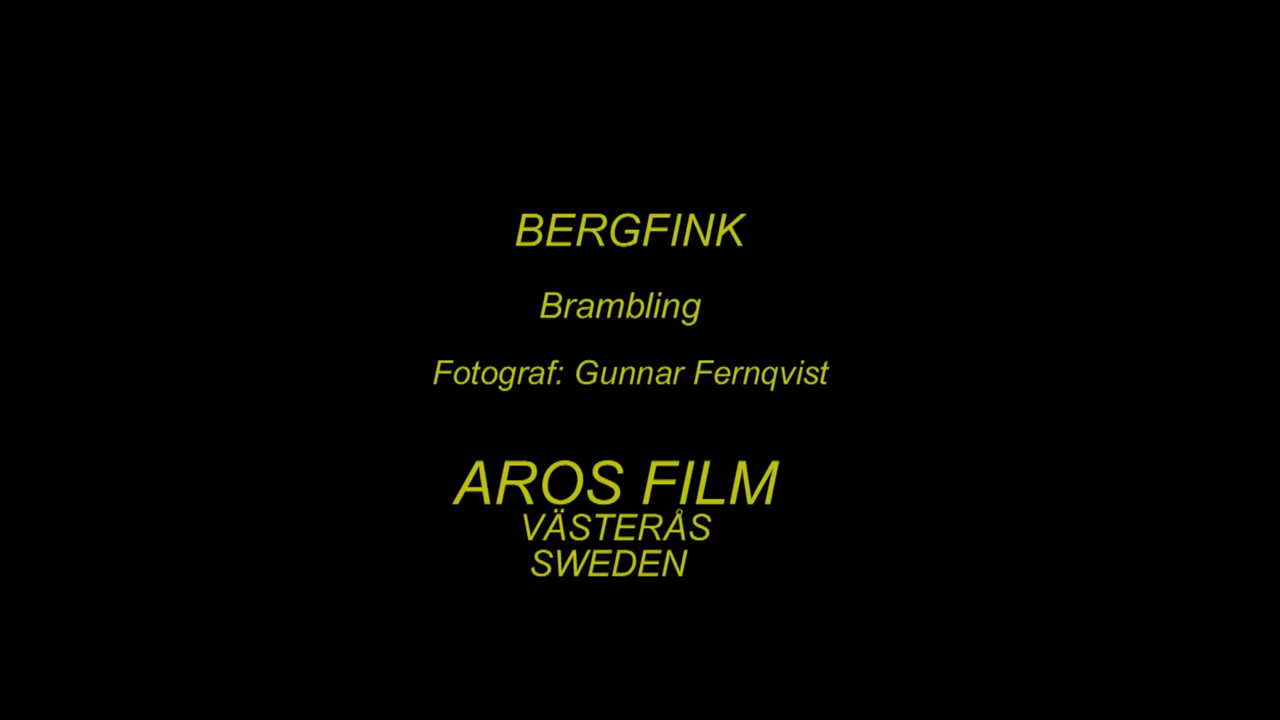 BERGFINK
Brambling
Fotograf: Gunnar Fernqvist
AROS FILM
VÄSTERÅS
SWEDEN